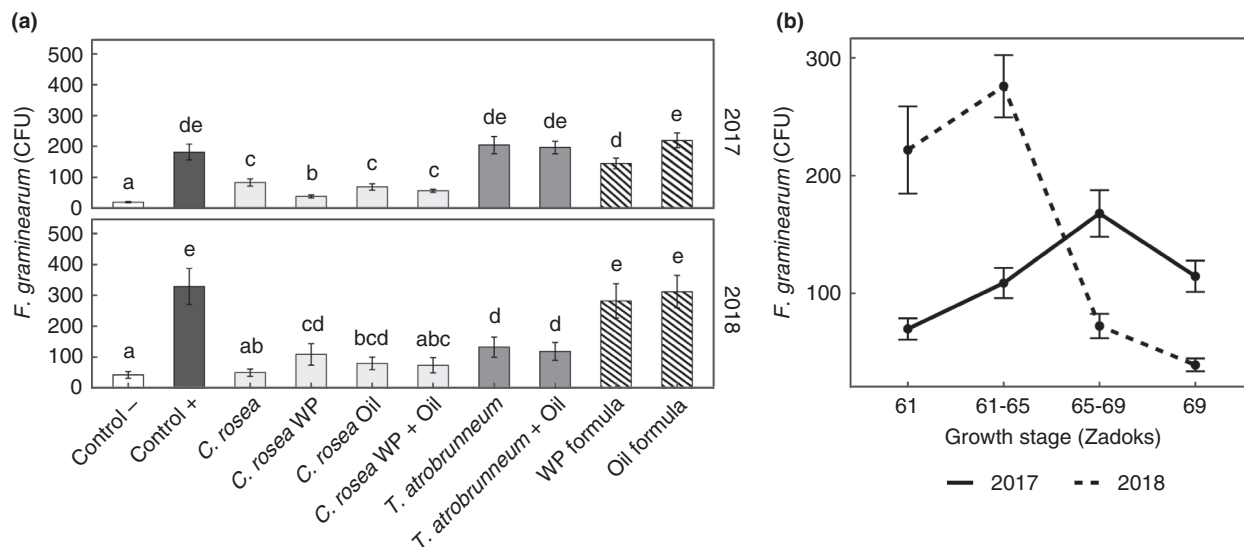 (a)
500
400
300
200
100
0
F. graminearum (CFU)
a
de
c
b
c
c
de
de
d
e
2017
500
400
300
200
100
0
F. graminearum (CFU)
a
e
ab
cd
bcd
abc
d
d
e
e
2018
Control –
Control +
C. rosea
C. rosea WP
C. rosea Oil
C. rosea WP + Oil
T. atrobrunneum
T. atrobrunneum + Oil
WP formula
Oil formula
(b)
300
200
100
F. graminearum (CFU)
61
61-65
65-69
69
Growth stage (Zadoks)
2017
2018